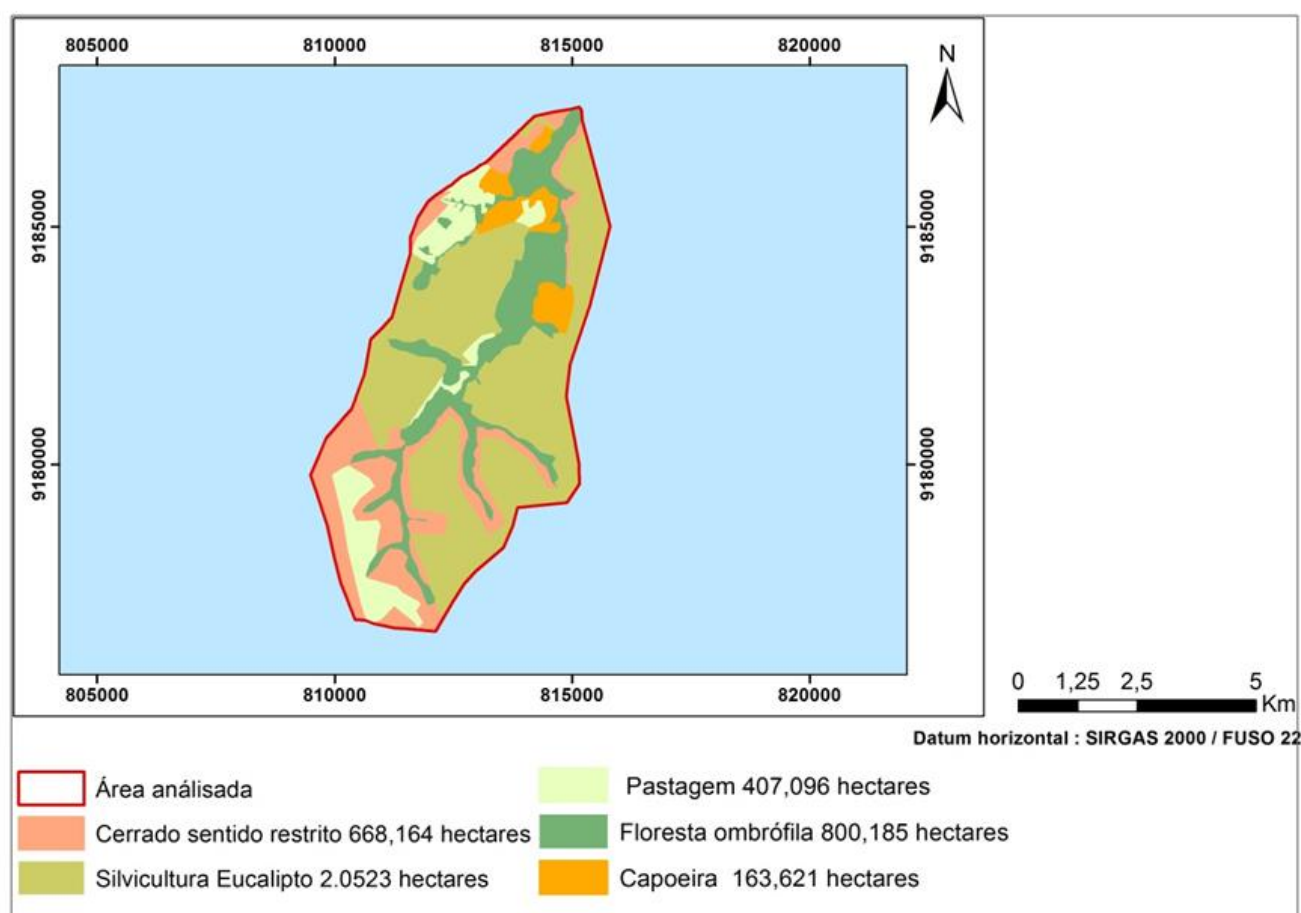 805000 810000 815000 820000
N
9185000 9185000
9180000 9180000
805000 810000 815000 820000
0 1,25 2,5 5
Km
Datum horizontal : SIRGAS 2000 / FUSO 22
Área análisada
Pastagem 407,096 hectares
Cerrado sentido restrito 668,164 hectares
Floresta ombrófila 800,185 hectares
Silvicultura Eucalipto 2.0523 hectares
Capoeira 163,621 hectares